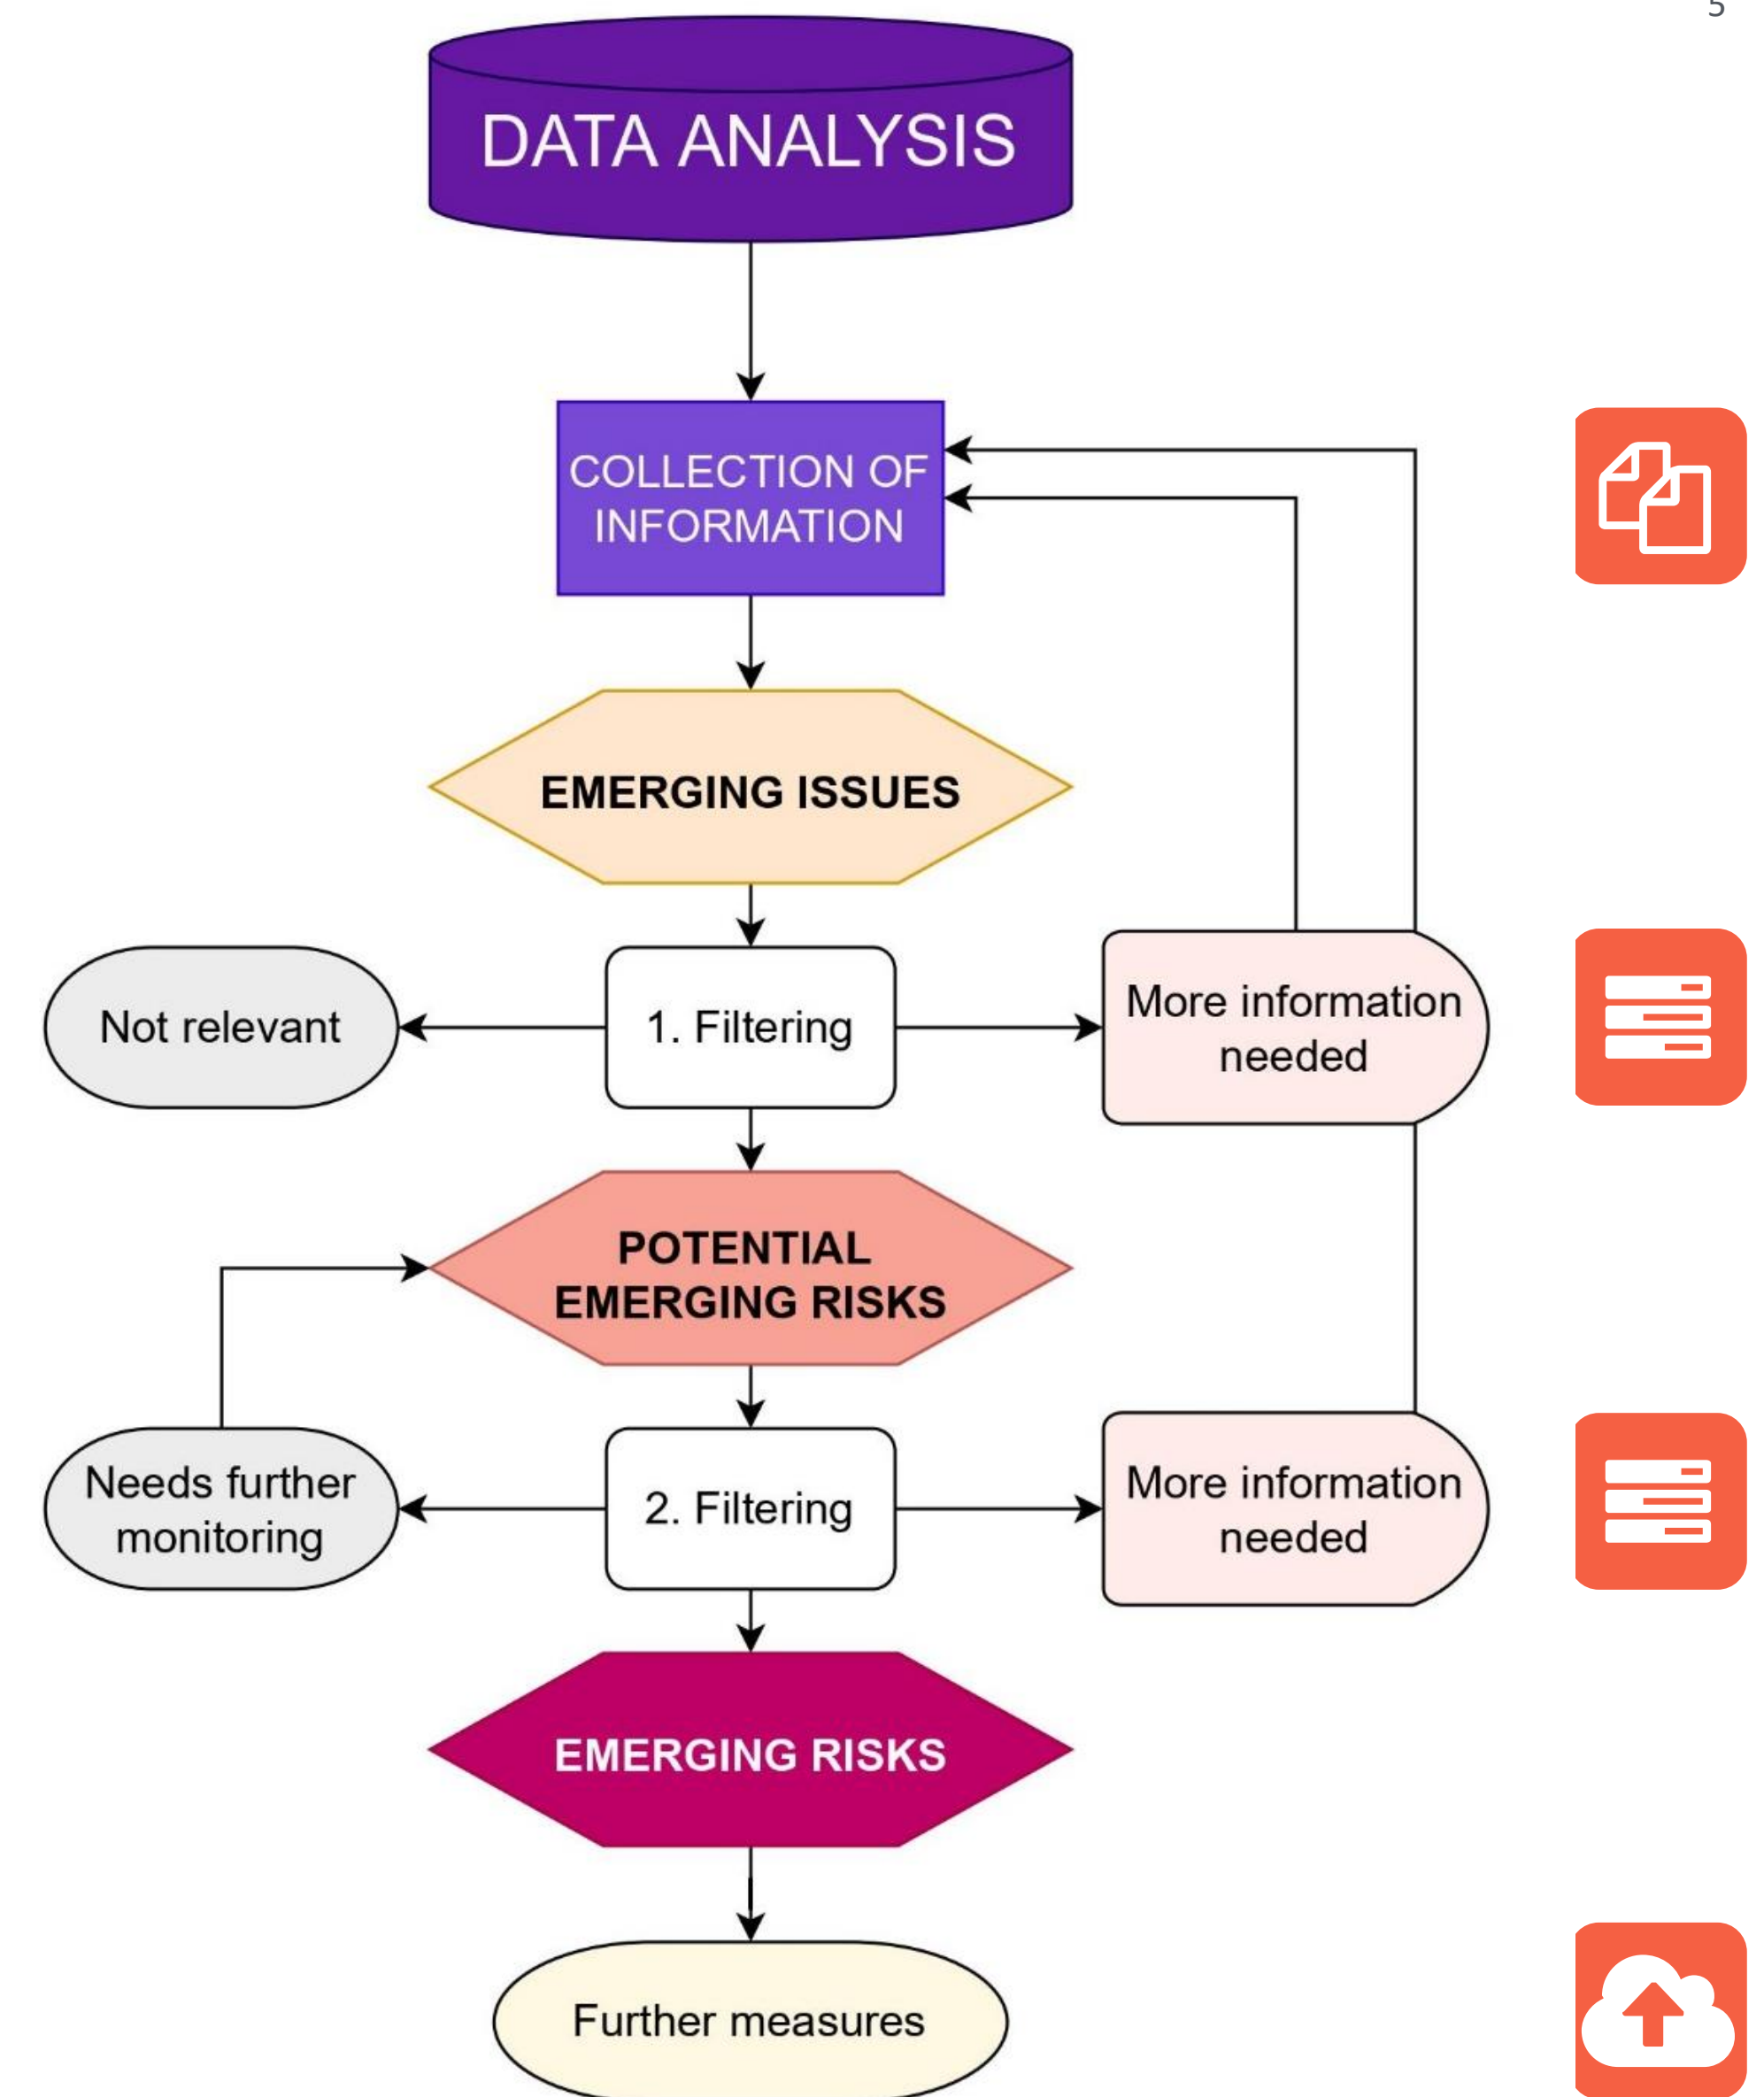 5
DATA ANALYSIS
COLLECTION OF
INFORMATION
EMERGING ISSUES
Not relevant
1. Filtering
More information
needed
POTENTIAL
EMERGING RISKS
Needs further
monitoring
2. Filtering
More information
needed
EMERGING RISKS
Further measures